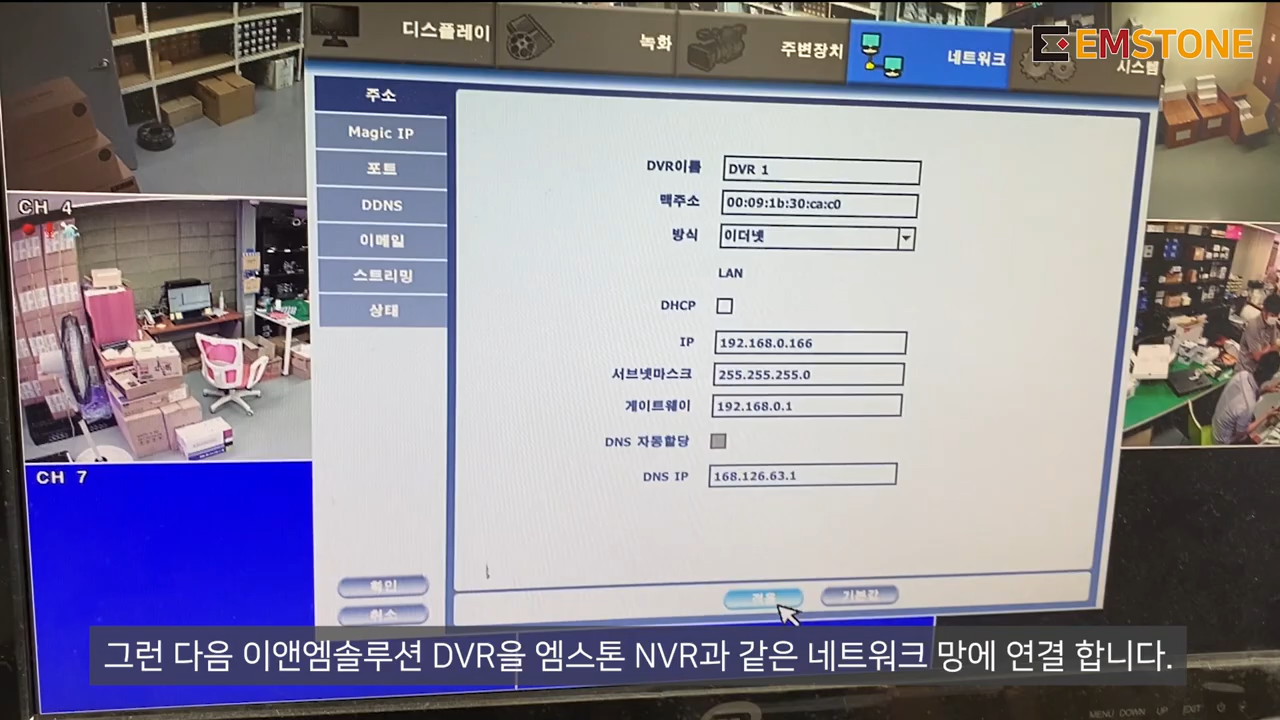 디스플레이
녹화
주변장치
네트워크
시스템
EMSTONE
주소
Magic IP
포트
DDNS
이메일
스트리밍
상태
DVR이름 DVR 1
맥주소 00:09:1b:30:ca:c0
방식 이더넷
LAN
DHCP
IP 192.168.0.166
서브넷마스크 255.255.255.0
게이트웨이 192.168.0.1
DNS 자동할당
DNS IP 168.126.63.1
확인
취소
적용
기본값
CH 4
CH 7
그런 다음 이앤엠솔루션 DVR을 엠스톤 NVR과 같은 네트워크 망에 연결 합니다.
MENU DOWN UP EXIT